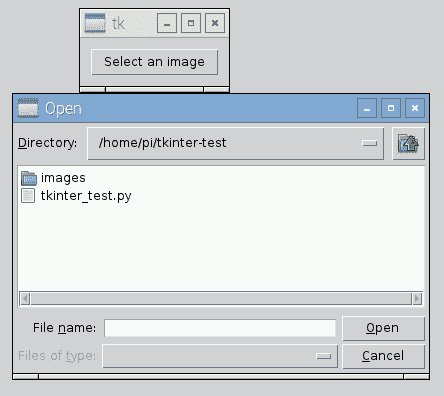 tk
Select an image
Open
Directory: /home/pi/tkinter-test
images
tkinter_test.py
File name: Open
Files of type: Cancel